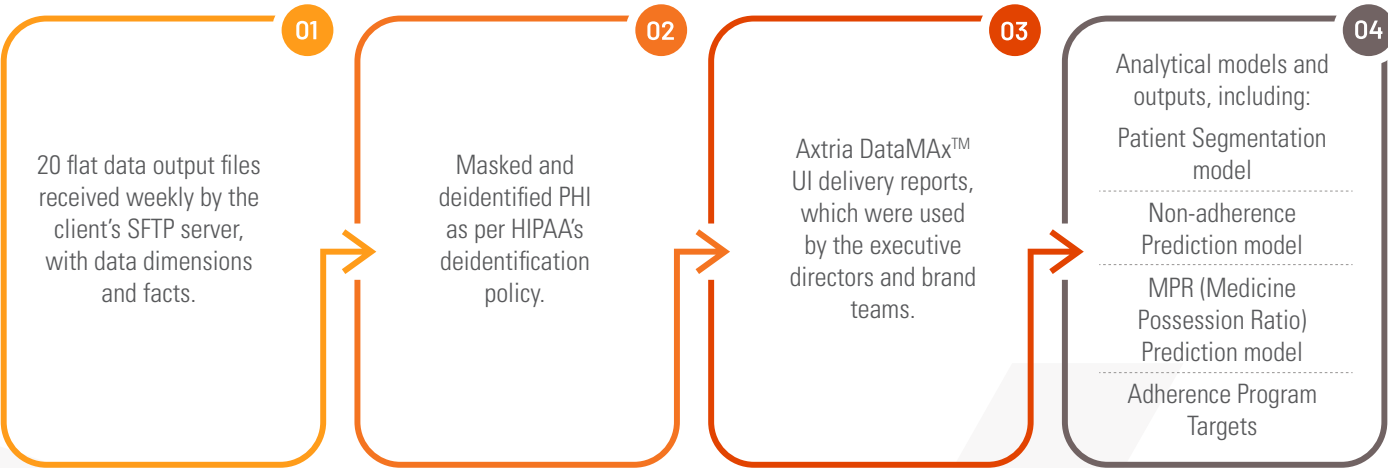 01
20 flat data output files
received weekly by the
client's SFTP server,
with data dimensions
and facts.
02
Masked and
deidentified PHI
as per HIPAA's
deidentification
policy.
03
Axtria DataMAx™
UI delivery reports,
which were used
by the executive
directors and brand
teams.
04
Analytical models and
outputs, including:
Patient Segmentation
model
Non-adherence
Prediction model
MPR (Medicine
Possession Ratio)
Prediction model
Adherence Program
Targets